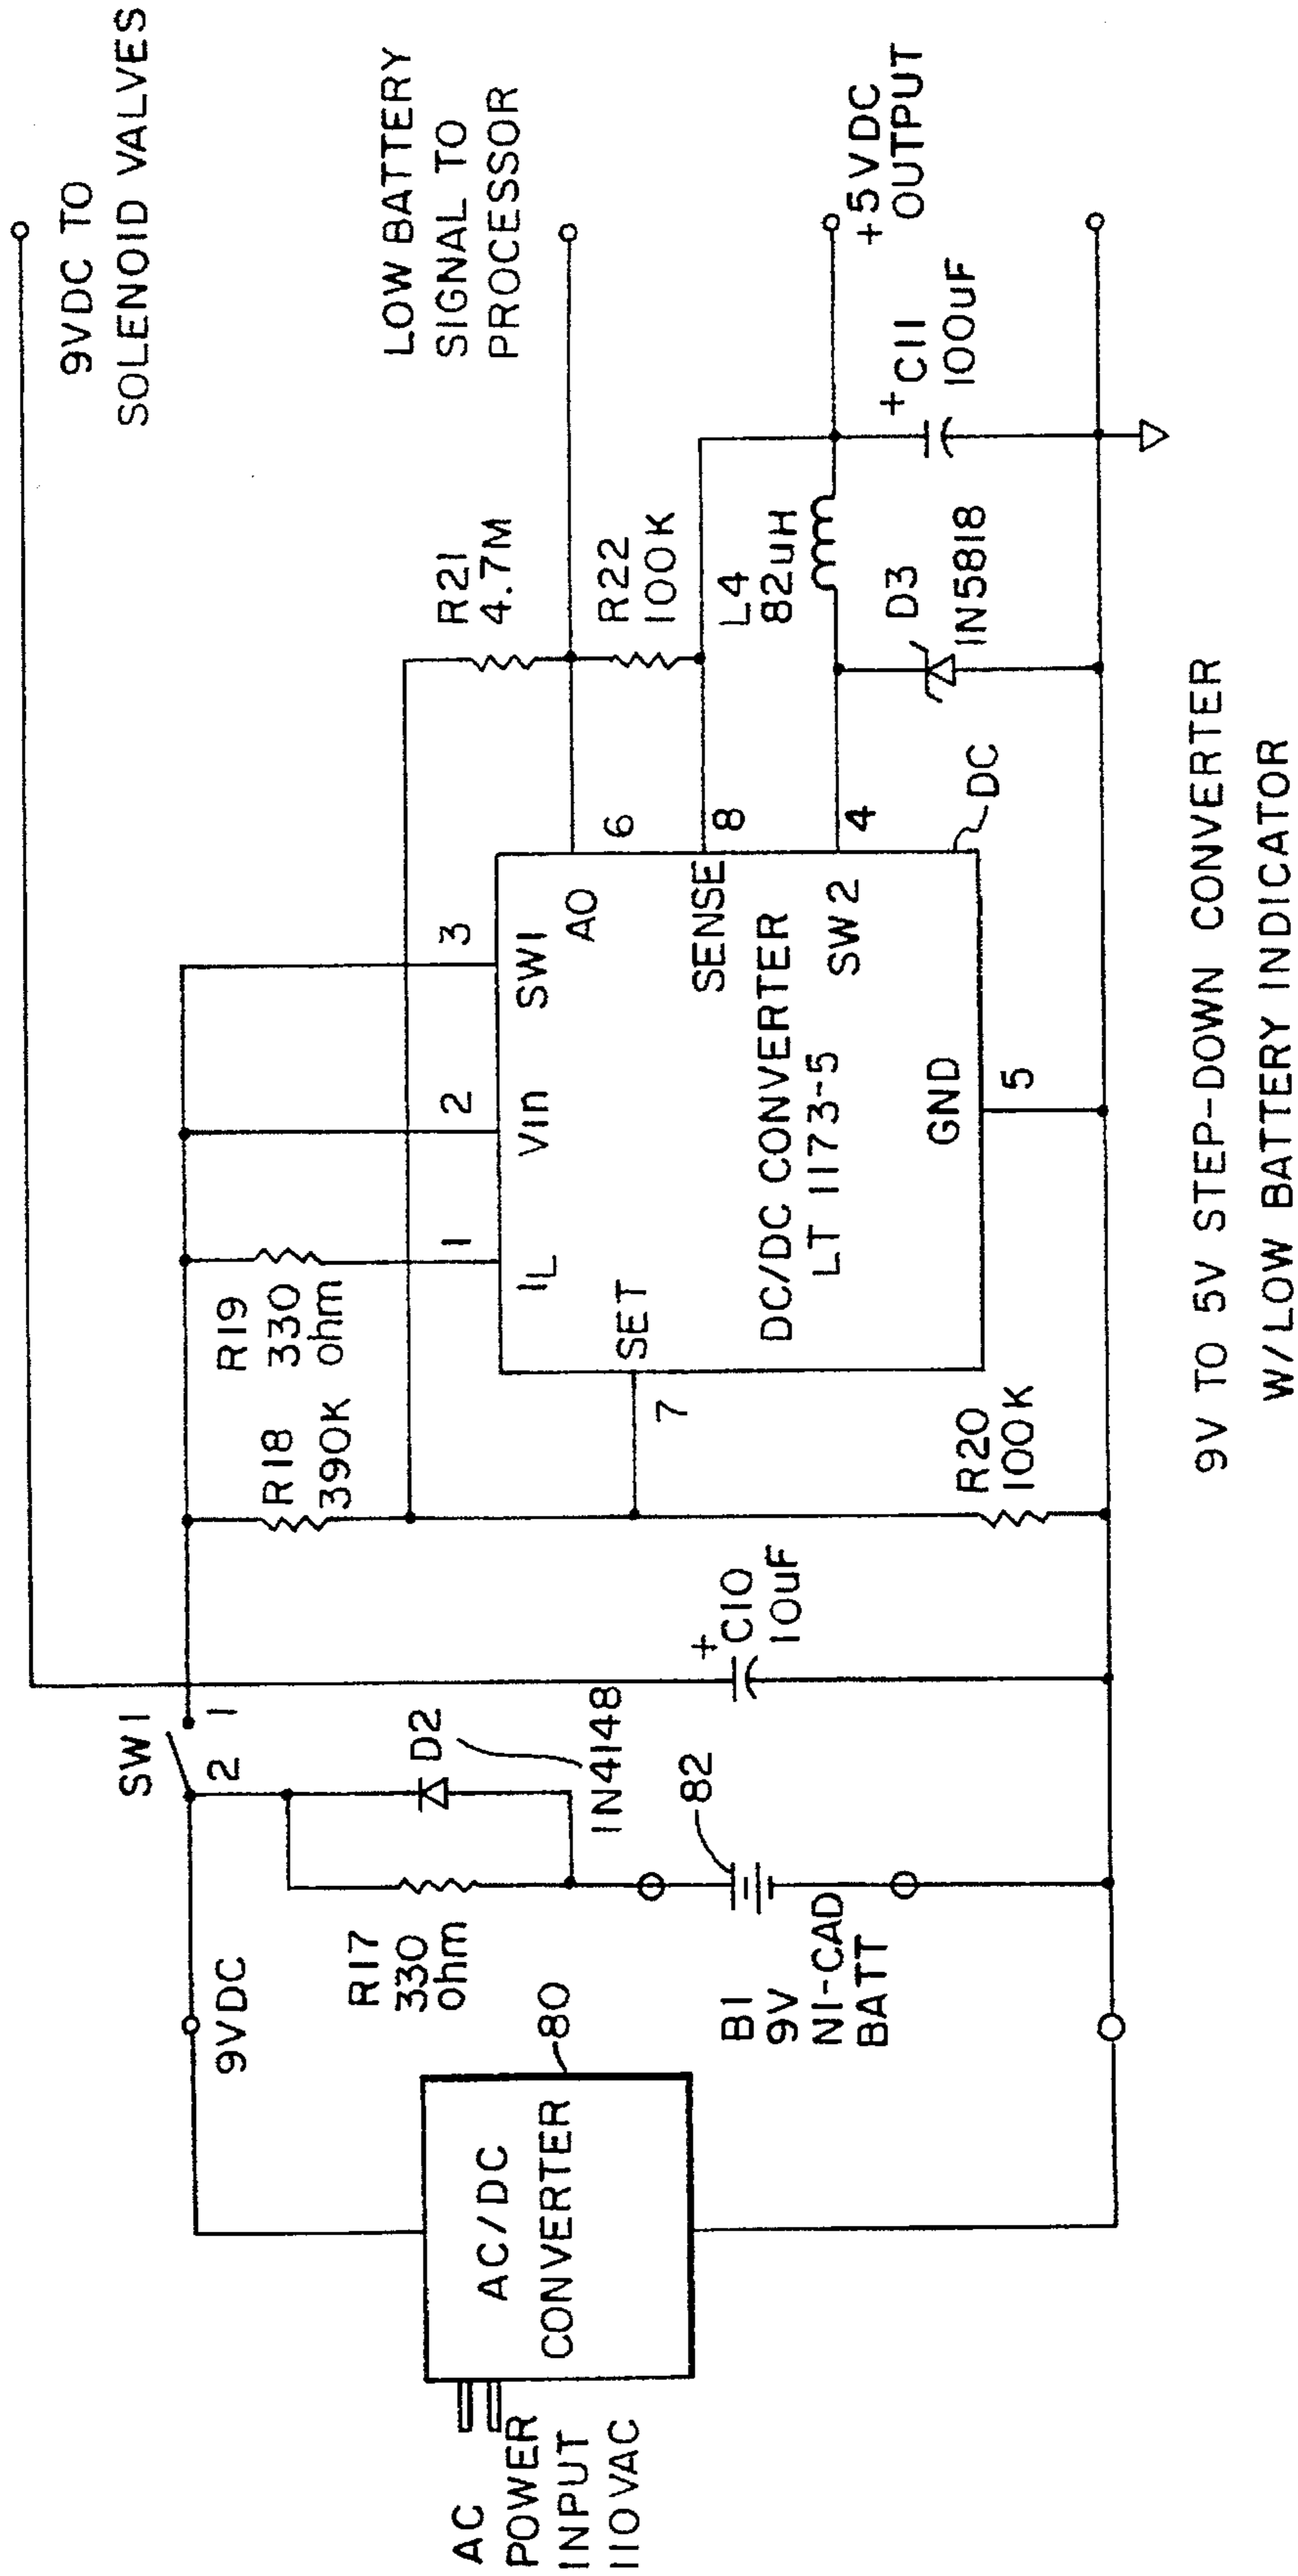 9VDC TO
SOLENOID VALVES
LOW BATTERY
SIGNAL TO
PROCESSOR
+5VDC
OUTPUT
SW1
2
1
9VDC
R17
330
ohm
D2
1N4148
80
AC/DC
CONVERTER
AC
POWER
INPUT
110VAC
B1
9V
NI-CAD
BATT
82
+
C10
10uF
R18
390K
R19
330
ohm
R20
100K
1
2
3
IL
Vin
SW1
SET
7
A0
6
SENSE
8
SW2
4
GND
5
DC/DC CONVERTER
LT 1173-5
DC
R21
4.7M
R22
100K
L4
82uH
D3
1N5818
+
C11
100uF
9V TO 5V STEP-DOWN CONVERTER
W/LOW BATTERY INDICATOR